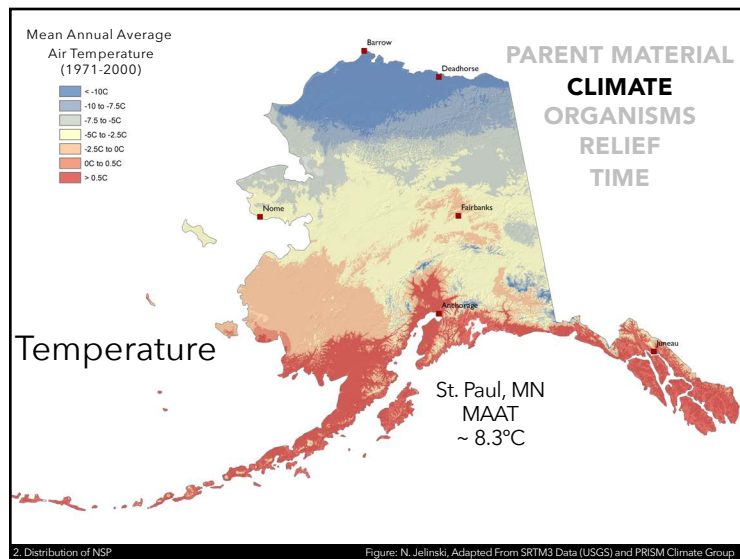 Mean Annual Average
Air Temperature
(1971-2000)
< -10C
-10 to -7.5C
-7.5 to -5C
-5C to -2.5C
-2.5C to 0C
0C to 0.5C
> 0.5C
Barrow
Deadhorse
PARENT MATERIAL
CLIMATE
ORGANISMS
RELIEF
TIME
Nome
Fairbanks
Anchorage
Juneau
Temperature
St. Paul, MN
MAAT
~ 8.3°C
2. Distribution of NSP
Figure: N. Jelinski, Adapted From SRTM3 Data (USGS) and PRISM Climate Group